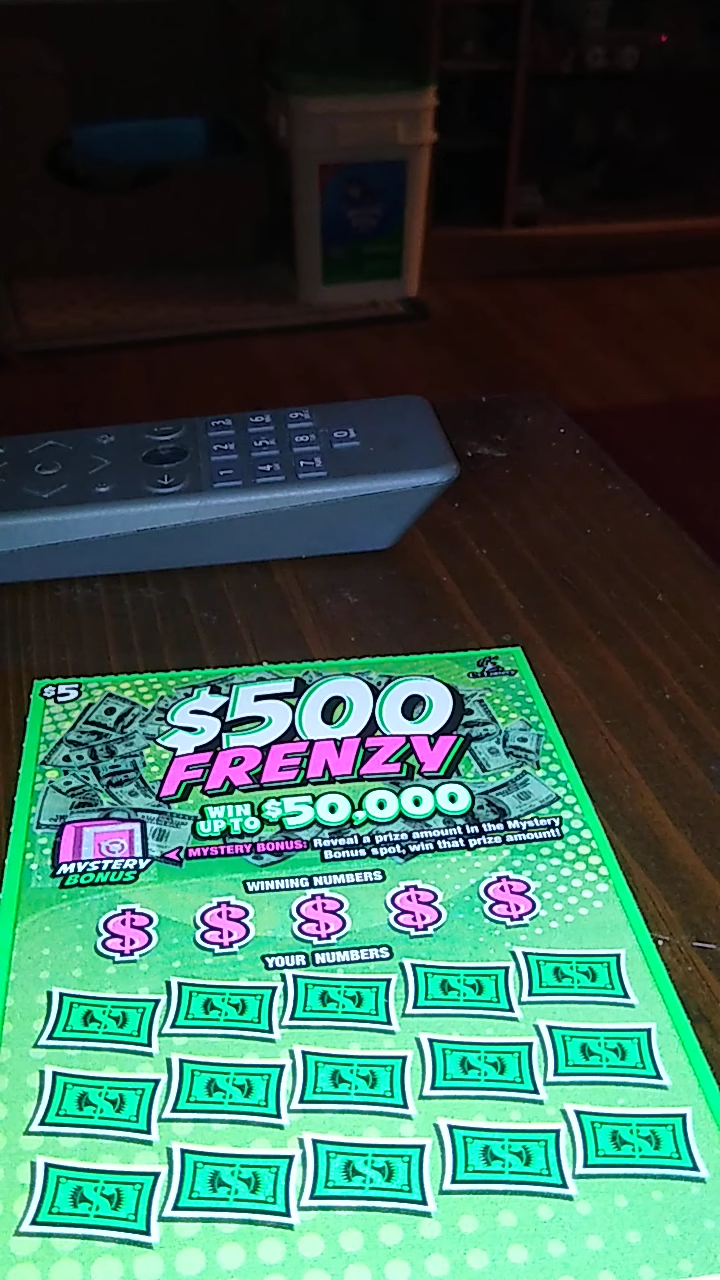 3 6 9
2 5 8 0
1 4 7
$5
$500
FRENZY
WIN
UP TO $50,000
MYSTERY BONUS: Reveal a prize amount in the Mystery
Bonus spot, win that prize amount!
MYSTERY
BONUS
WINNING NUMBERS
$ $ $ $ $
YOUR NUMBERS